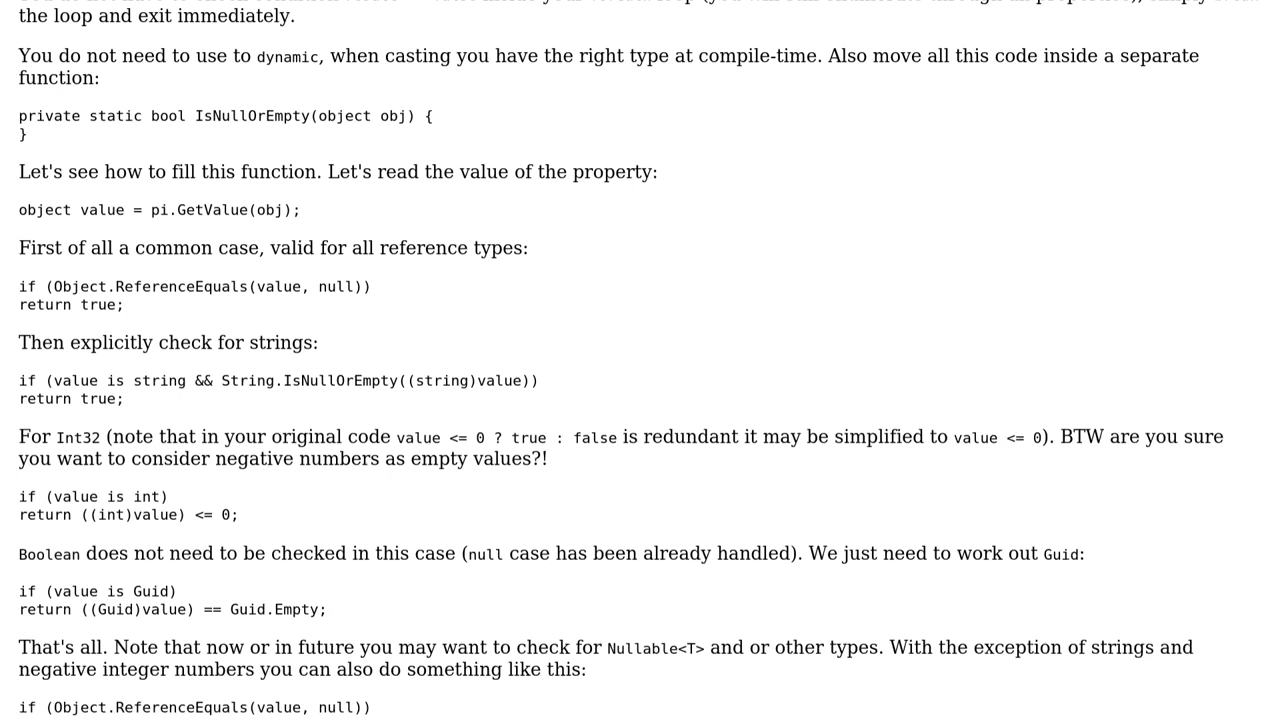 the loop and exit immediately.
You do not need to use to dynamic, when casting you have the right type at compile-time. Also move all this code inside a separate
function:
private static bool IsNullOrEmpty(object obj) {
}
Let's see how to fill this function. Let's read the value of the property:
object value = pi.GetValue(obj);
First of all a common case, valid for all reference types:
if (Object.ReferenceEquals(value, null))
return true;
Then explicitly check for strings:
if (value is string && String.IsNullOrEmpty((string)value))
return true;
For Int32 (note that in your original code value <= 0 ? true : false is redundant it may be simplified to value <= 0). BTW are you sure
you want to consider negative numbers as empty values?!
if (value is int)
return ((int)value) <= 0;
Boolean does not need to be checked in this case (null case has been already handled). We just need to work out Guid:
if (value is Guid)
return ((Guid)value) == Guid.Empty;
That's all. Note that now or in future you may want to check for Nullable<T> and or other types. With the exception of strings and
negative integer numbers you can also do something like this:
if (Object.ReferenceEquals(value, null))